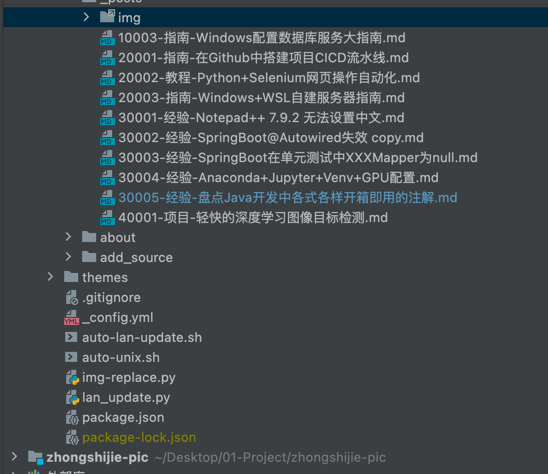 _posts
img
10003-指南-Windows配置数据库服务大指南.md
20001-指南-在Github中搭建项目CICD流水线.md
20002-教程-Python+Selenium网页操作自动化.md
20003-指南-Windows+WSL自建服务器指南.md
30001-经验-Notepad++ 7.9.2 无法设置中文.md
30002-经验-SpringBoot@Autowired失效 copy.md
30003-经验-SpringBoot在单元测试中XXXMapper为null.md
30004-经验-Anaconda+Jupyter+Venv+GPU配置.md
30005-经验-盘点Java开发中各式各样开箱即用的注解.md
40001-项目-轻快的深度学习图像目标检测.md
about
add_source
themes
.gitignore
_config.yml
auto-lan-update.sh
auto-unix.sh
img-replace.py
lan_update.py
package.json
package-lock.json
zhongshijie-pic ~/Desktop/01-Project/zhongshijie-pic
外部库